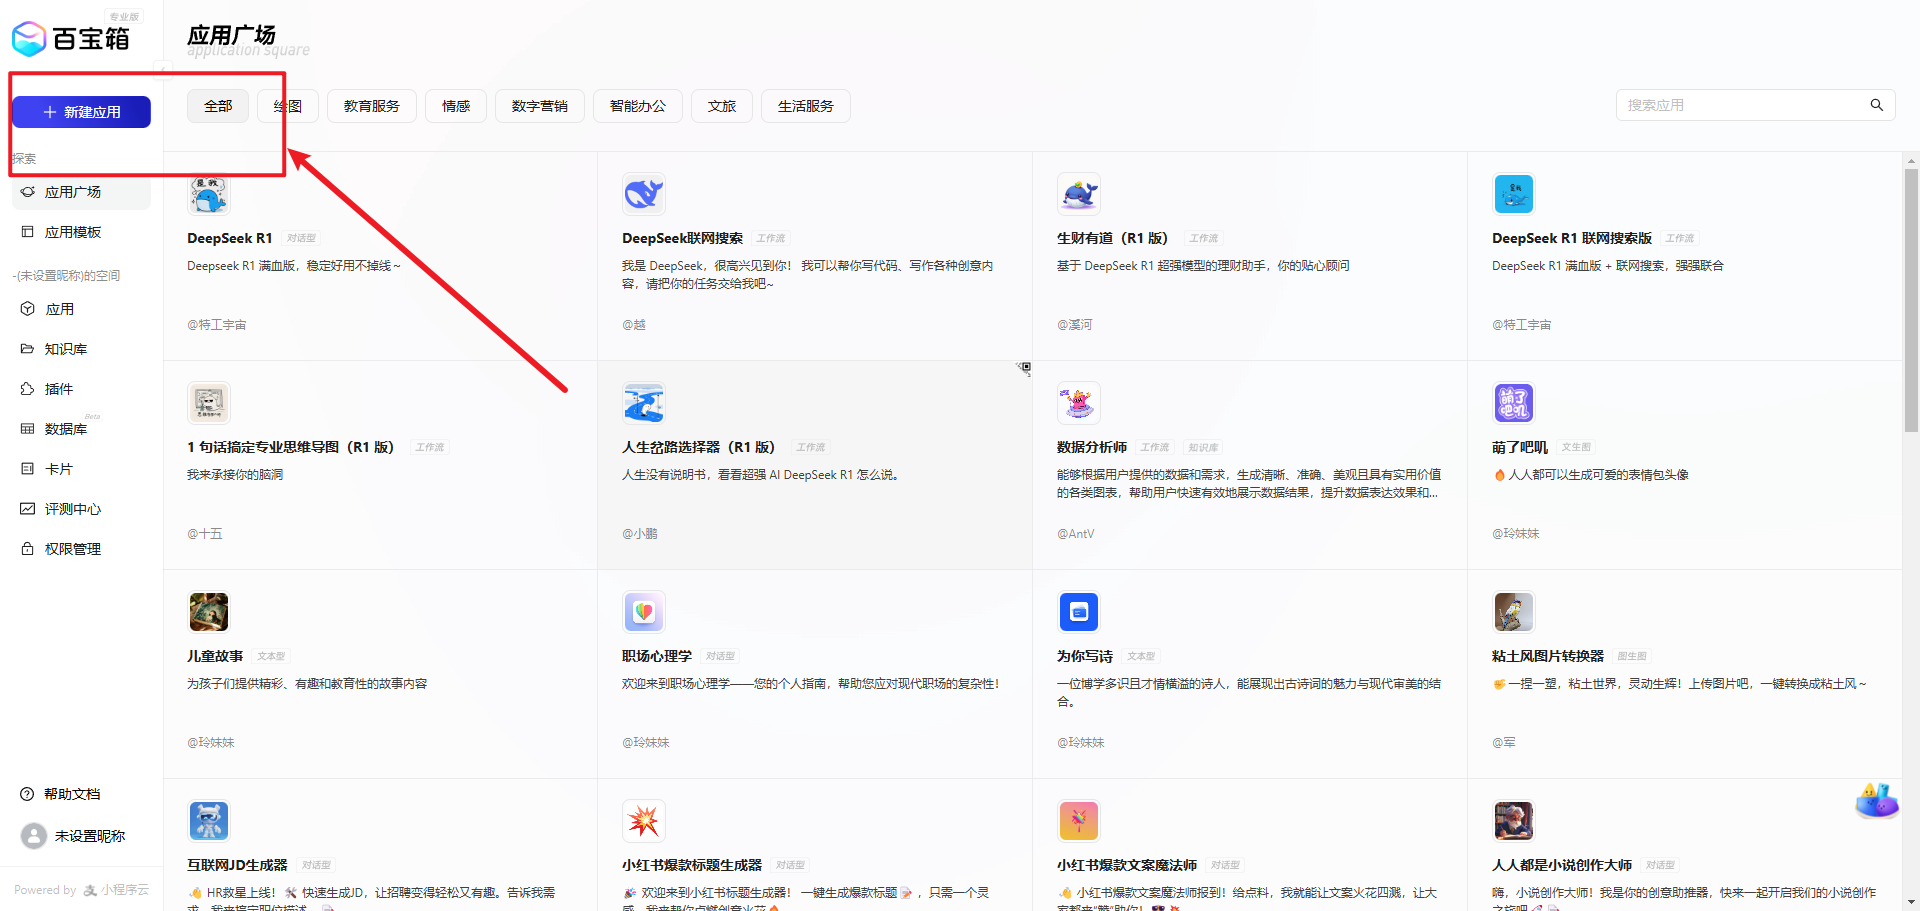 专业版
百宝箱
新建应用
探索
应用广场
应用模板
-(未设置昵称)的空间
应用
知识库
插件
数据库 Beta
卡片
评测中心
权限管理
帮助文档
未设置昵称
Powered by 小程序云
应用广场
application square
全部 绘图 教育服务 情感 数字营销 智能办公 文旅 生活服务
搜索应用
DeepSeek R1 对话型
Deepseek R1 满血版，稳定好用不掉线～
@特工宇宙
DeepSeek联网搜索 工作流
我是 DeepSeek，很高兴见到你！ 我可以帮你写代码、写作各种创意内
容，请把你的任务交给我吧~
@越
生财有道（R1 版） 工作流
基于 DeepSeek R1 超强模型的理财助手，你的贴心顾问
@溪河
DeepSeek R1 联网搜索版 工作流
DeepSeek R1 满血版 + 联网搜索，强强联合
@特工宇宙
1 句话搞定专业思维导图（R1 版） 工作流
我来承接你的脑洞
@十五
人生岔路选择器（R1 版） 工作流
人生没有说明书，看看超强 AI DeepSeek R1 怎么说。
@小鹏
数据分析师 工作流 知识库
能够根据用户提供的数据和需求，生成清晰、准确、美观且具有实用价值
的各类图表，帮助用户快速有效地展示数据结果，提升数据表达效果和...
@AntV
萌了吧叽 文生图
🔥人人都可以生成可爱的表情包头像
@玲妹妹
儿童故事 文本型
为孩子们提供精彩、有趣和教育性的故事内容
@玲妹妹
职场心理学 对话型
欢迎来到职场心理学——您的个人指南，帮助您应对现代职场的复杂性！
@玲妹妹
为你写诗 文本型
一位博学多识且才情横溢的诗人，能展现出古诗词的魅力与现代审美的结
合。
@玲妹妹
粘土风图片转换器 图生图
✊一捏一塑，粘土世界，灵动生辉！上传图片吧，一键转换成粘土风～
@军
互联网JD生成器 对话型
HR救星上线！ 🛠 快速生成JD，让招聘变得轻松又有趣。告诉我需
求，我来搞定职位描述。
小红书爆款标题生成器 对话型
🎉 欢迎来到小红书标题生成器！ 一键生成爆款标题📝 ，只需一个灵
感，我来帮你点燃创意火花🔥
小红书爆款文案魔法师 对话型
小红书爆款文案魔法师报到！给点料，我就能让文案火花四溅，让大
家都来“赞”助你！
人人都是小说创作大师 对话型
嗨，小说创作大师！我是你的创意助推器，快来一起开启我们的小说创作
之旅吧